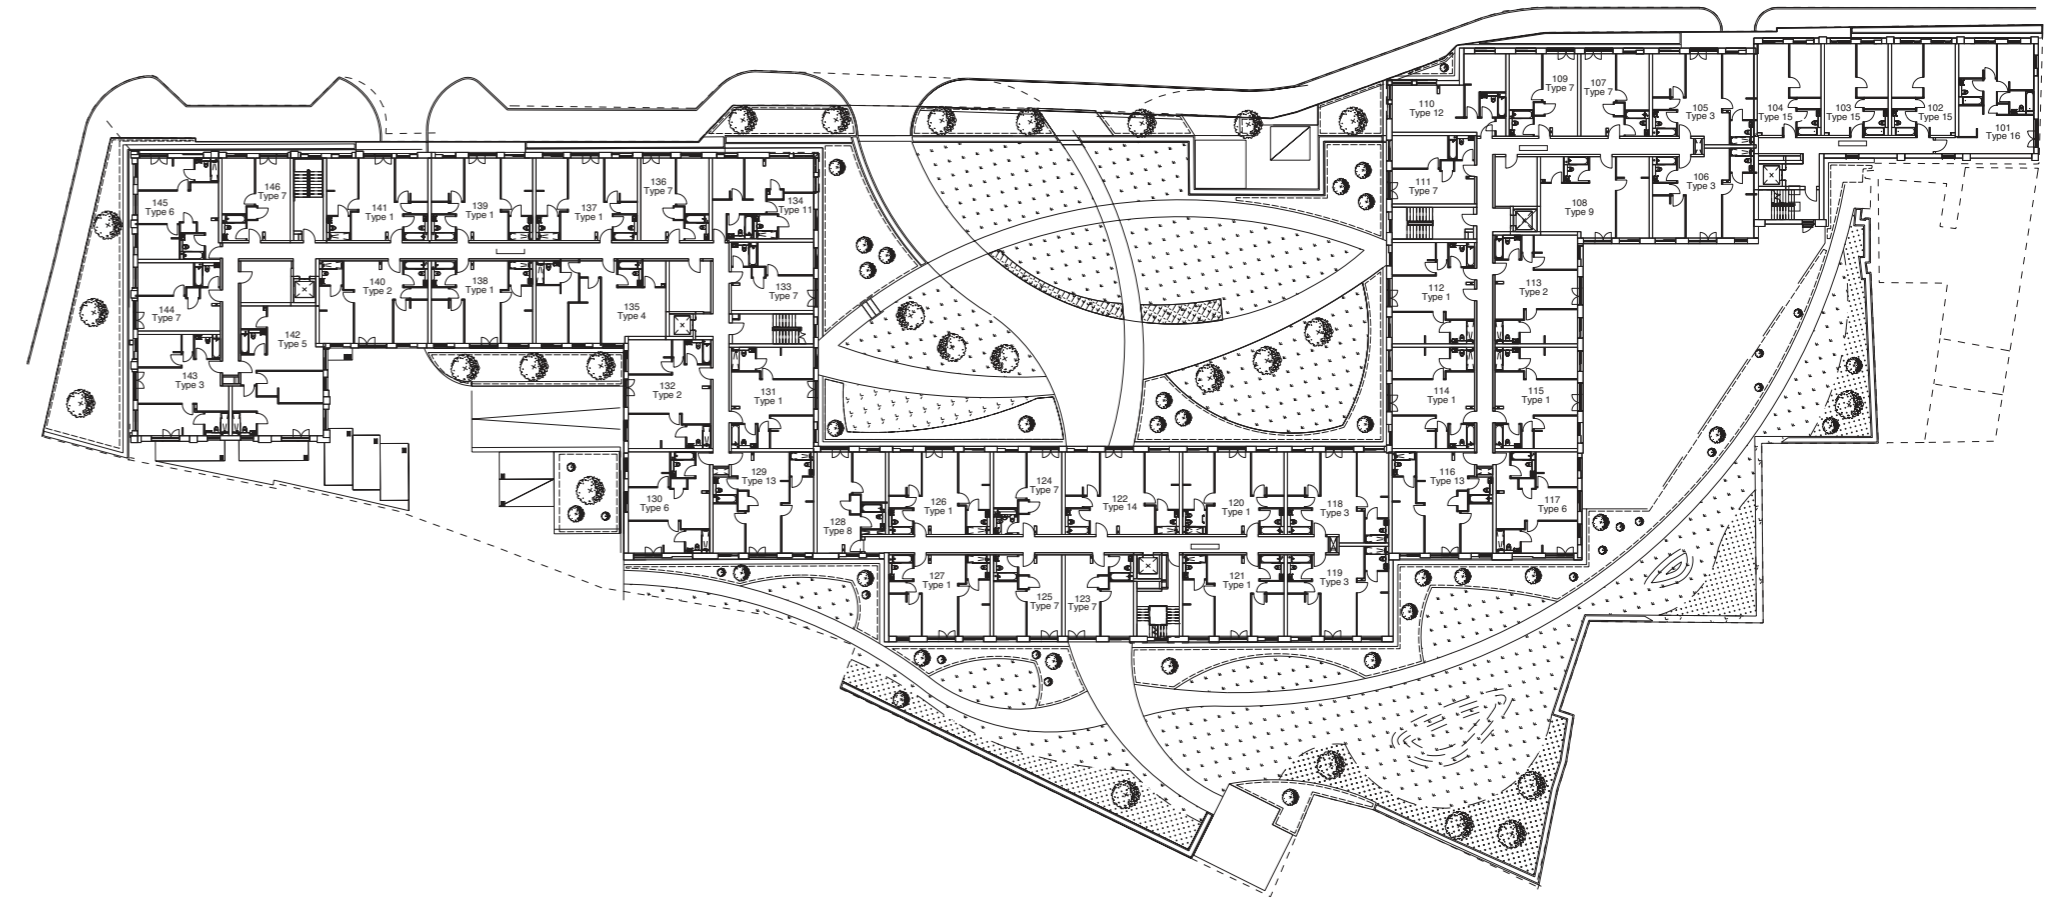 109
Type 7
107
Type 7
110
Type 12
105
Type 3
104
Type 15
103
Type 15
102
Type 15
101
Type 16
136
Type 7
146
Type 7
145
Type 6
141
Type 1
139
Type 1
137
Type 1
134
Type 11
111
Type 7
106
Type 3
108
Type 9
140
Type 2
138
Type 1
133
Type 7
112
Type 1
113
Type 2
144
Type 7
135
Type 4
142
Type 5
143
Type 3
132
Type 2
131
Type 1
114
Type 1
115
Type 1
129
Type 13
116
Type 13
124
Type 7
130
Type 6
126
Type 1
122
Type 14
120
Type 1
118
Type 3
117
Type 6
128
Type 8
127
Type 1
121
Type 1
119
Type 3
125
Type 7
123
Type 7